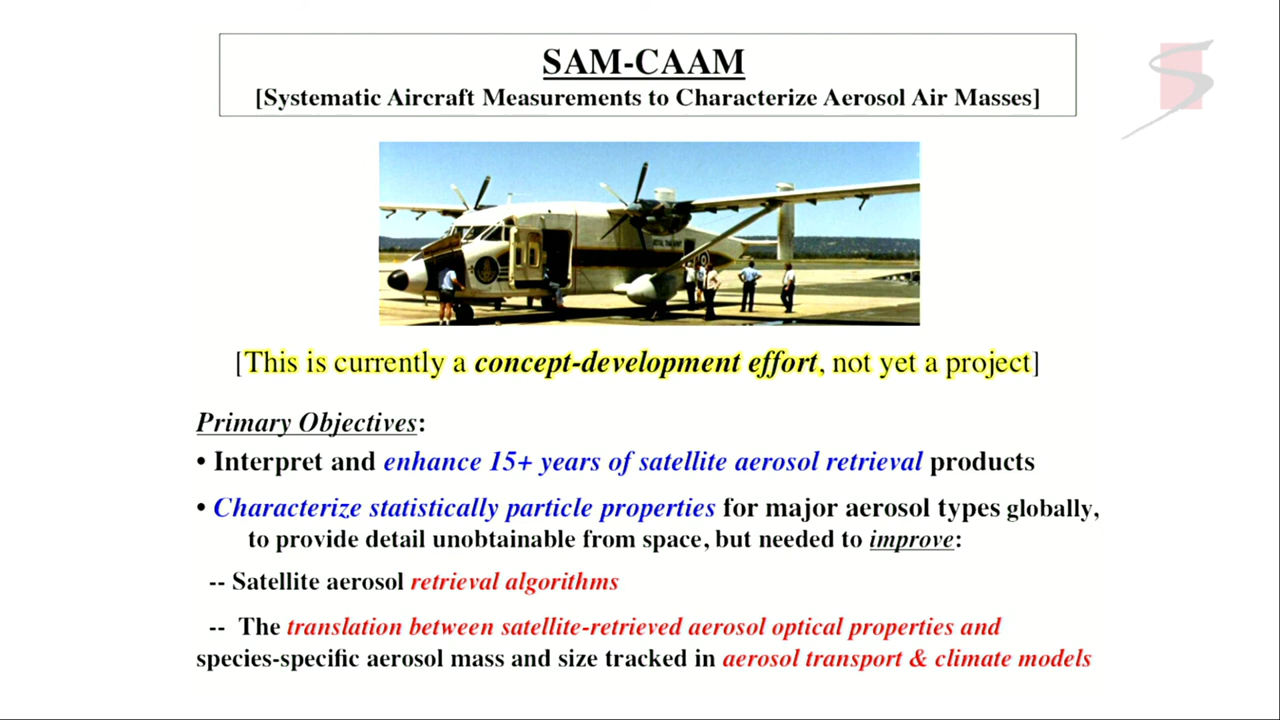 SAM-CAAM
[Systematic Aircraft Measurements to Characterize Aerosol Air Masses]
[This is currently a concept-development effort, not yet a project]
Primary Objectives:
• Interpret and enhance 15+ years of satellite aerosol retrieval products
• Characterize statistically particle properties for major aerosol types globally,
to provide detail unobtainable from space, but needed to improve:
-- Satellite aerosol retrieval algorithms
-- The translation between satellite-retrieved aerosol optical properties and
species-specific aerosol mass and size tracked in aerosol transport & climate models